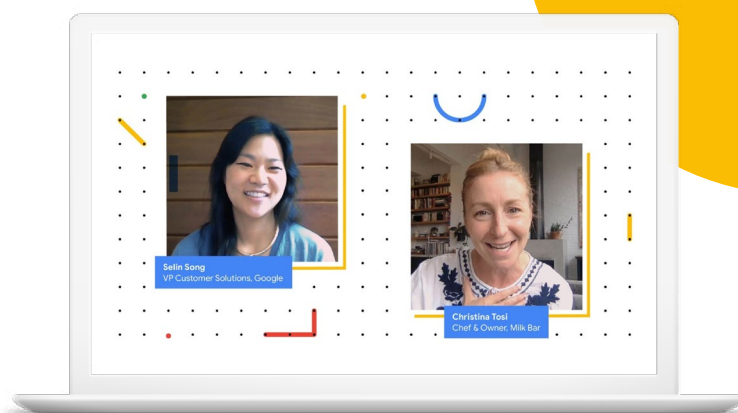 Selin Song
VP Customer Solutions, Google
Christina Tosi
Chef & Owner, Milk Bar